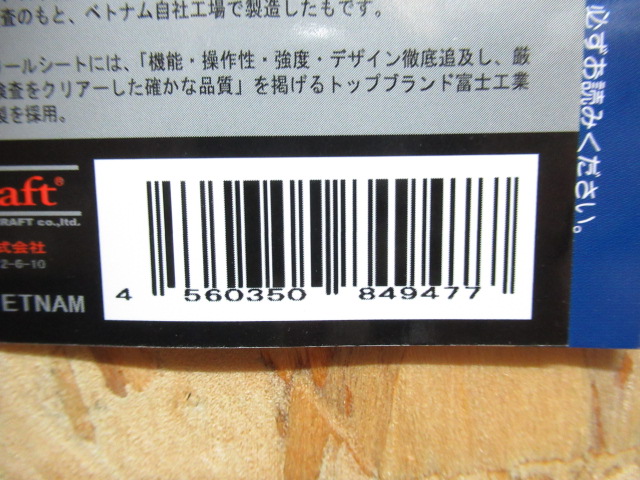 査のもと、ベトナム自社工場で製造したもです。
ールシートには、「機能・操作性・強度・デザイン徹底追及し、厳
検査をクリアーした確かな品質」を掲げるトップブランド富士工業
製を採用。
必ずお読みください。
aft®
RAFT co.,ltd.
式会社
2-6-10
ETNAM
4 560350 849477